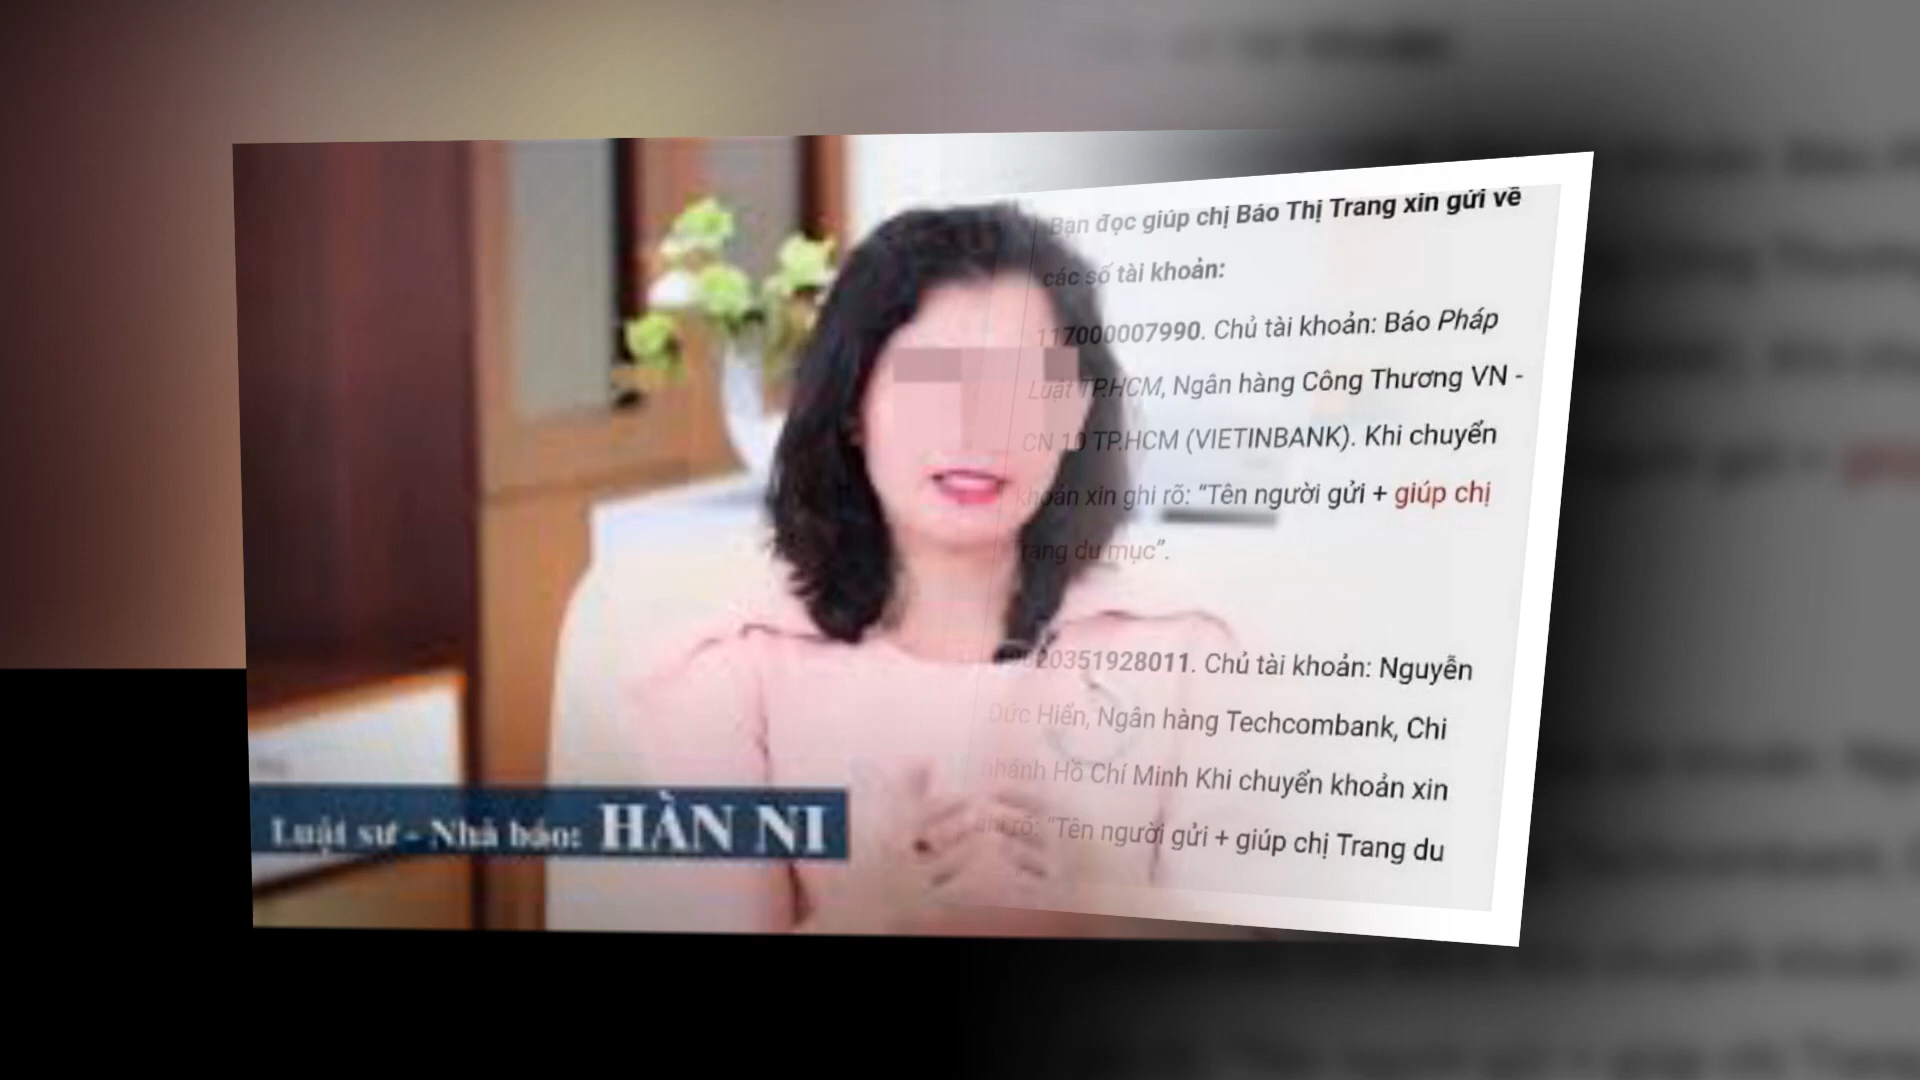 Bạn đọc giúp chị Báo Thị Trang xin gửi về
các số tài khoản:
117000007990. Chủ tài khoản: Báo Pháp
Luật TP.HCM, Ngân hàng Công Thương VN -
CN 10 TP.HCM (VIETINBANK). Khi chuyển
khoản xin ghi rõ: “Tên người gửi + giúp chị
Trang du mục”.
Chủ tài khoản: Nguyễn
Đức Hiển, Ngân hàng Techcombank, Chi
nhánh Hồ Chí Minh Khi chuyển khoản xin
ghi rõ: “Tên người gửi + giúp chị Trang du
Luật sư - Nhà báo: HÀN NI